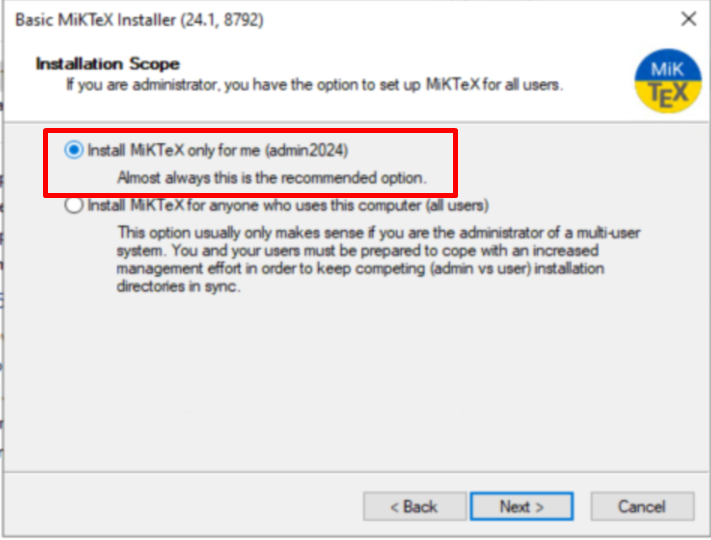 Basic MiKTeX Installer (24.1, 8792)
Installation Scope
If you are administrator, you have the option to set up MiKTeX for all users.
MiK
TEX
Install MiKTeX only for me (admin2024)
Almost always this is the recommended option.
Install MiKTeX for anyone who uses this computer (all users)
This option usually only makes sense if you are the administrator of a multi-user
system. You and your users must be prepared to cope with an increased
management effort in order to keep competing (admin vs user) installation
directories in sync.
< Back
Next >
Cancel